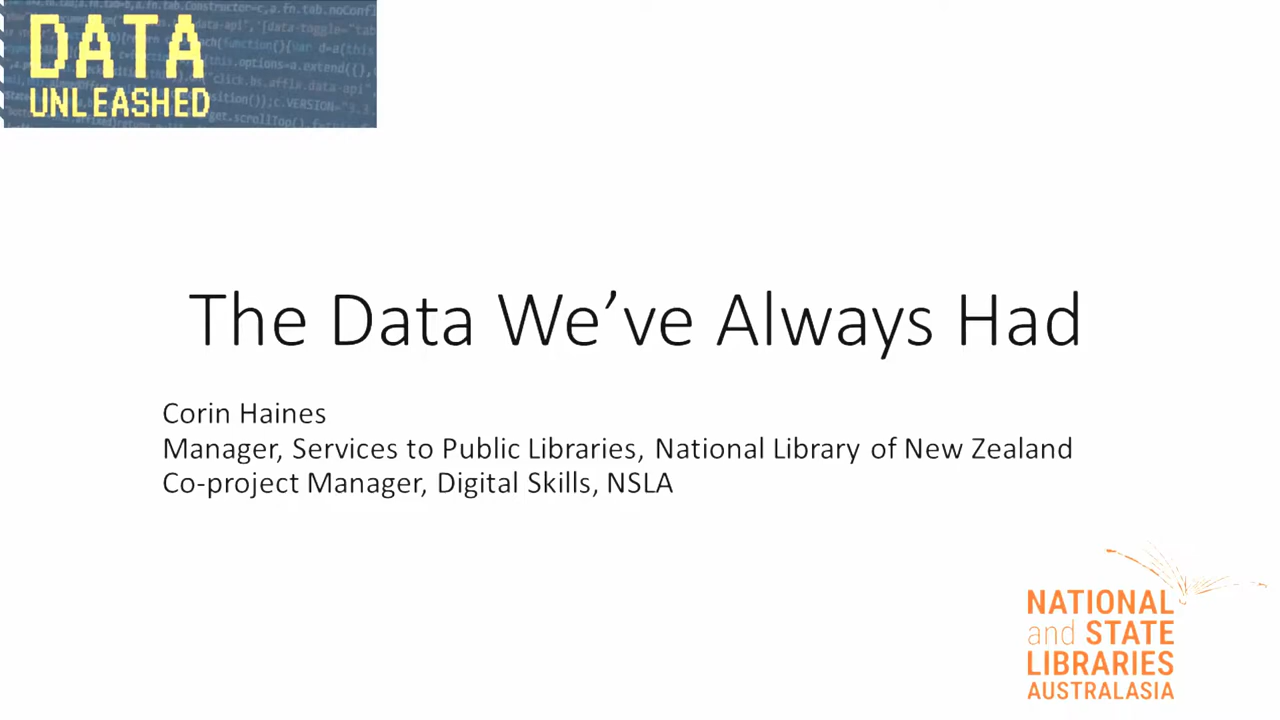 DATA
UNLEASHED
The Data We've Always Had
Corin Haines
Manager, Services to Public Libraries, National Library of New Zealand
Co-project Manager, Digital Skills, NSLA
NATIONAL
and STATE
LIBRARIES
AUSTRALASIA